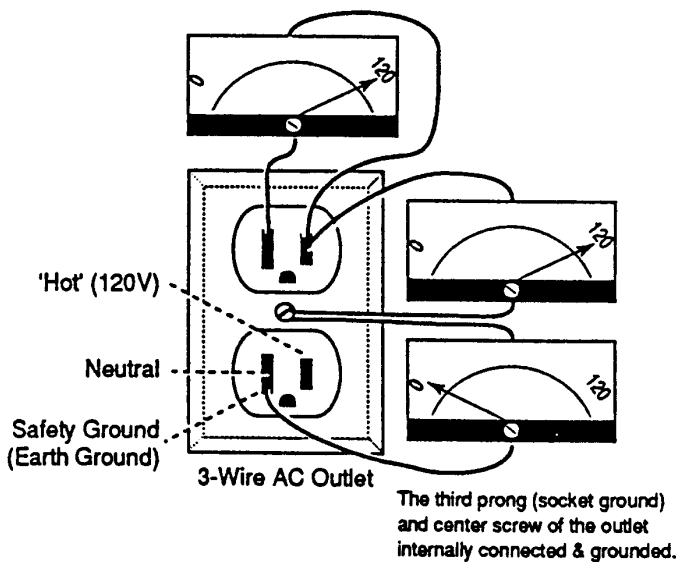 0 120
0 120
'Hot' (120V)
Neutral
0 120
Safety Ground
(Earth Ground)
3-Wire AC Outlet
The third prong (socket ground)
and center screw of the outlet
internally connected & grounded.